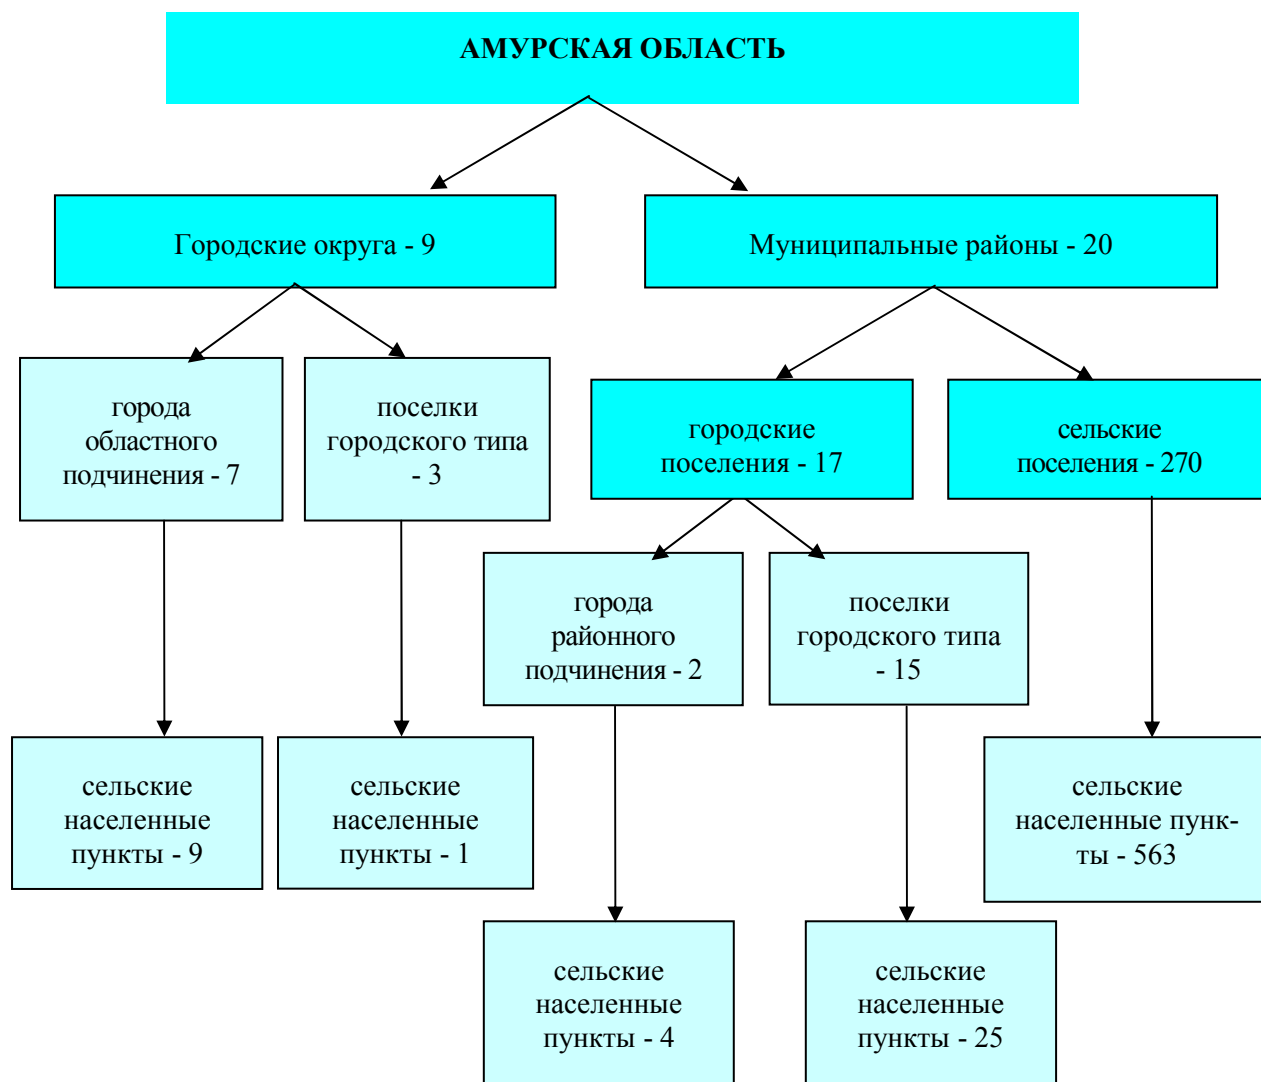 АМУРСКАЯ ОБЛАСТЬ
Городские округа - 9
Муниципальные районы - 20
города
областного
подчинения - 7
поселки
городского типа
- 3
городские
поселения - 17
сельские
поселения - 270
города
районного
подчинения - 2
поселки
городского типа
- 15
сельские
населенные
пункты - 9
сельские
населенные
пункты - 1
сельские
населенные пунк-
ты - 563
сельские
населенные
пункты - 4
сельские
населенные
пункты - 25